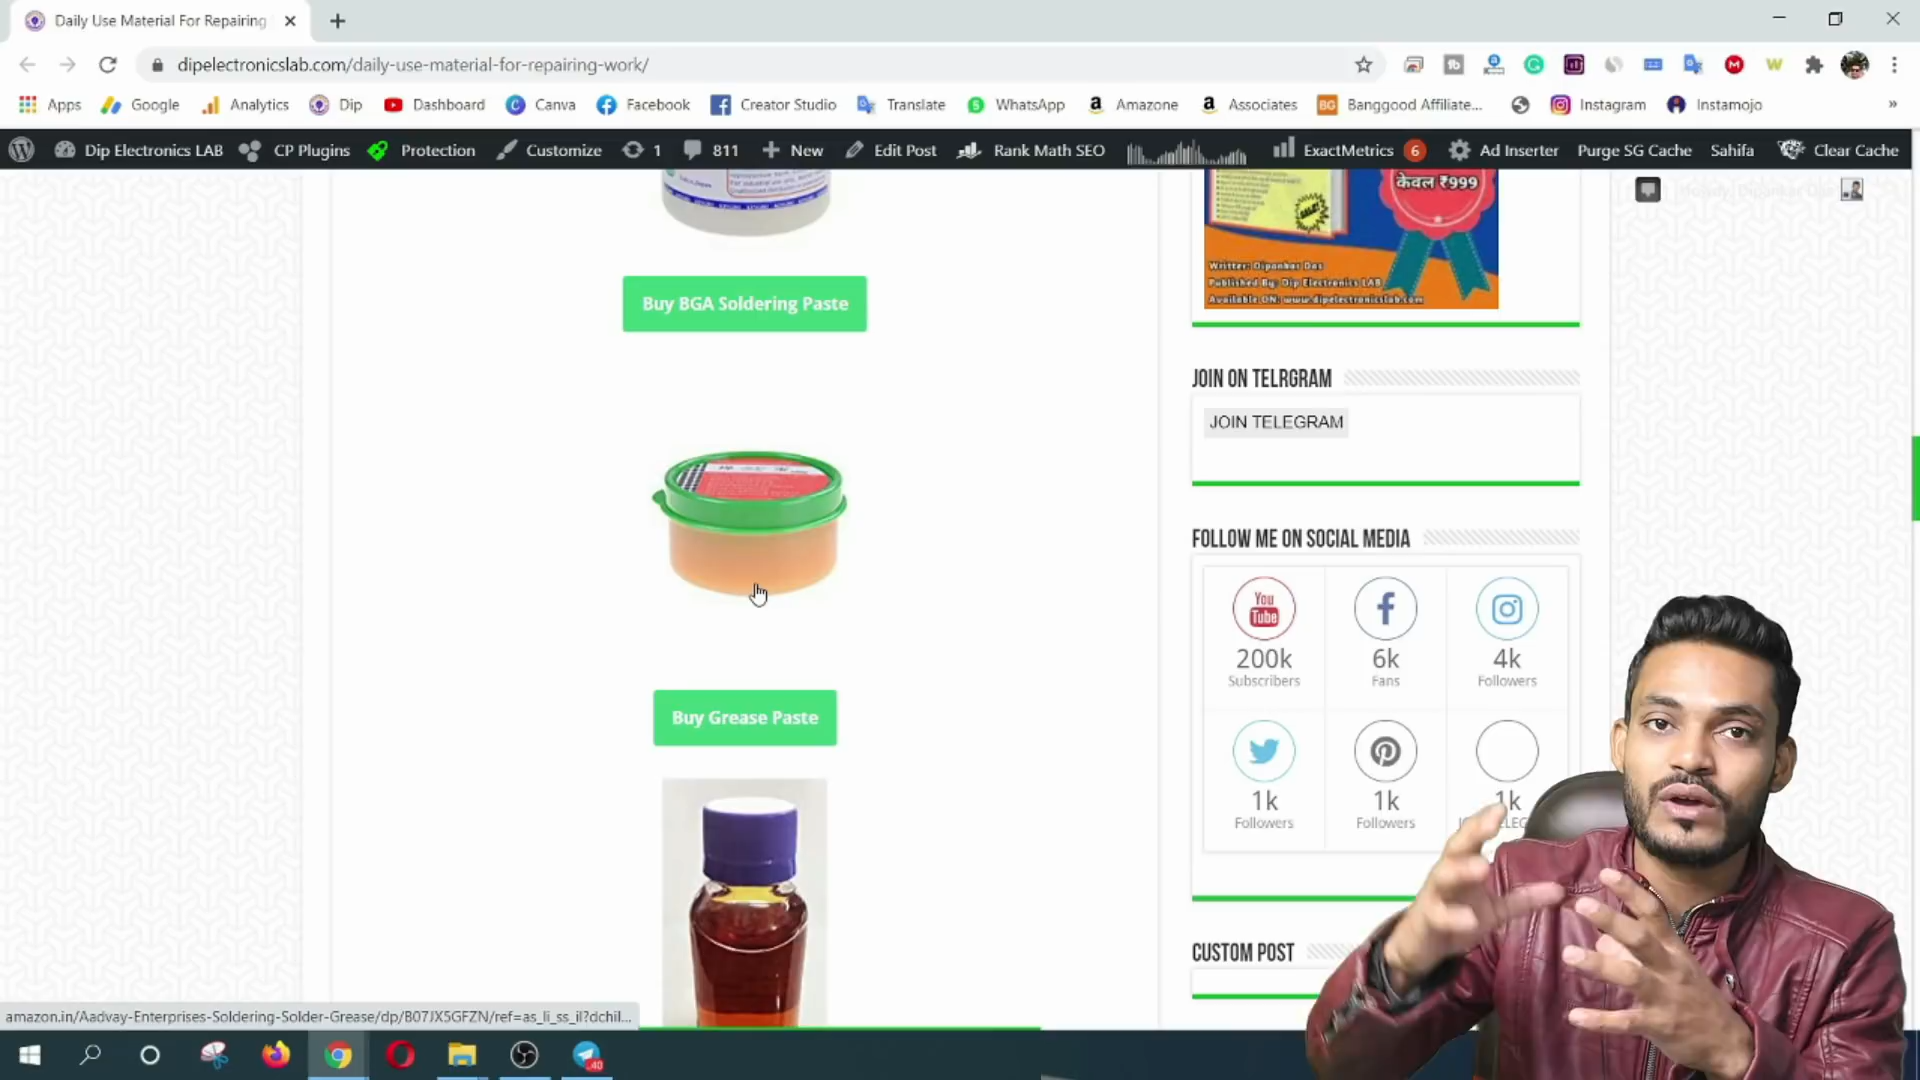 Daily Use Material For Repairing
dipelectronicslab.com/daily-use-material-for-repairing-work/
Apps
Google
Analytics
Dip
Dashboard
Canva
Facebook
Creator Studio
Translate
WhatsApp
Amazone
Associates
Banggood Affiliate...
Instagram
Instamojo
»
Dip Electronics LAB
CP Plugins
Protection
Customize
1
811
New
Edit Post
Rank Math SEO
ExactMetrics 6
Ad Inserter
Purge SG Cache
Sahifa
Clear Cache
केवल ₹999
SALE!
Writter: Dipankar Das
Published By: Dip Electronics LAB
Available ON: www.dipelectronicslab.com
Buy BGA Soldering Paste
JOIN ON TELRGRAM
JOIN TELEGRAM
FOLLOW ME ON SOCIAL MEDIA
You
Tube
200k
Subscribers
6k
Fans
4k
Followers
Buy Grease Paste
1k
Followers
1k
Followers
1k
CUSTOM POST
amazon.in/Aadvay-Enterprises-Soldering-Solder-Grease/dp/B07JX5GFZN/ref=as_li_ss_il?dchil...
40